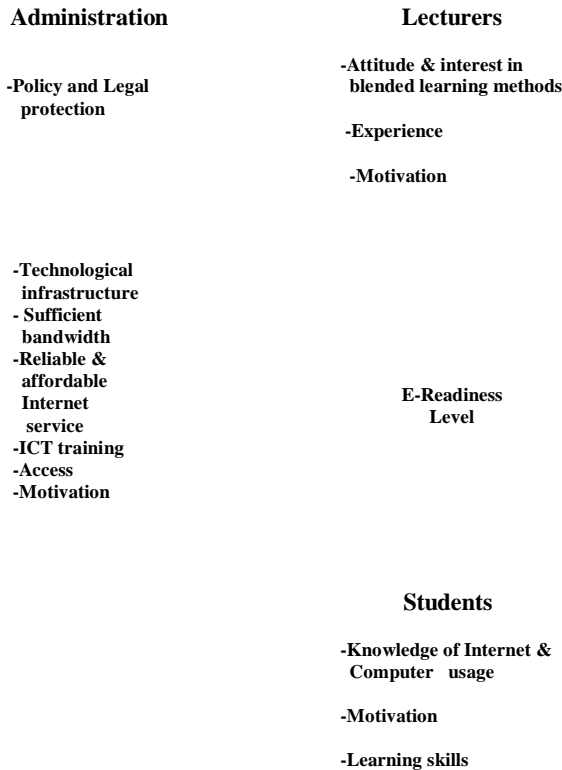 Administration
-Policy and Legal
protection
-Technological
infrastructure
- Sufficient
bandwidth
-Reliable &
affordable
Internet
service
-ICT training
-Access
-Motivation
Lecturers
-Attitude & interest in
blended learning methods
-Experience
-Motivation
E-Readiness
Level
Students
-Knowledge of Internet &
Computer usage
-Motivation
-Learning skills